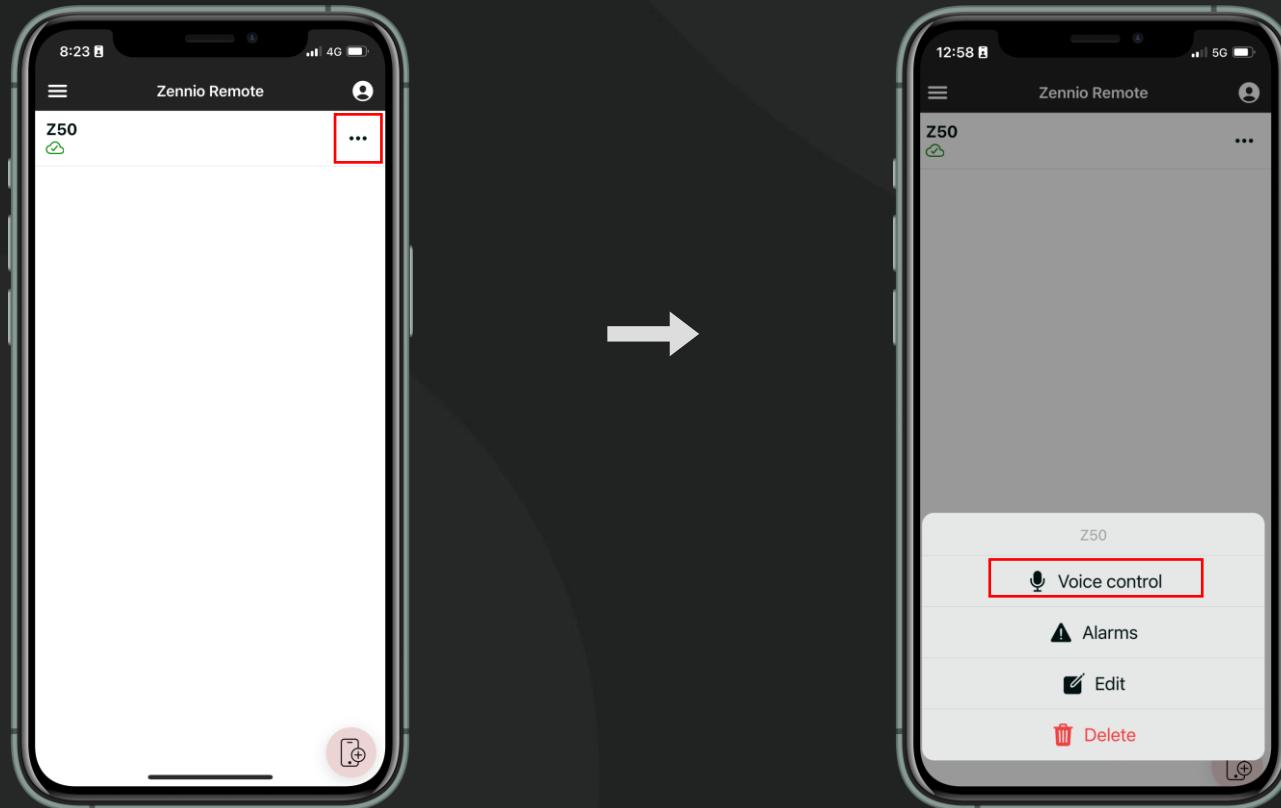 8:23
4G
Zennio Remote
Z50
12:58
5G
Zennio Remote
Z50
Z50
Voice control
Alarms
Edit
Delete